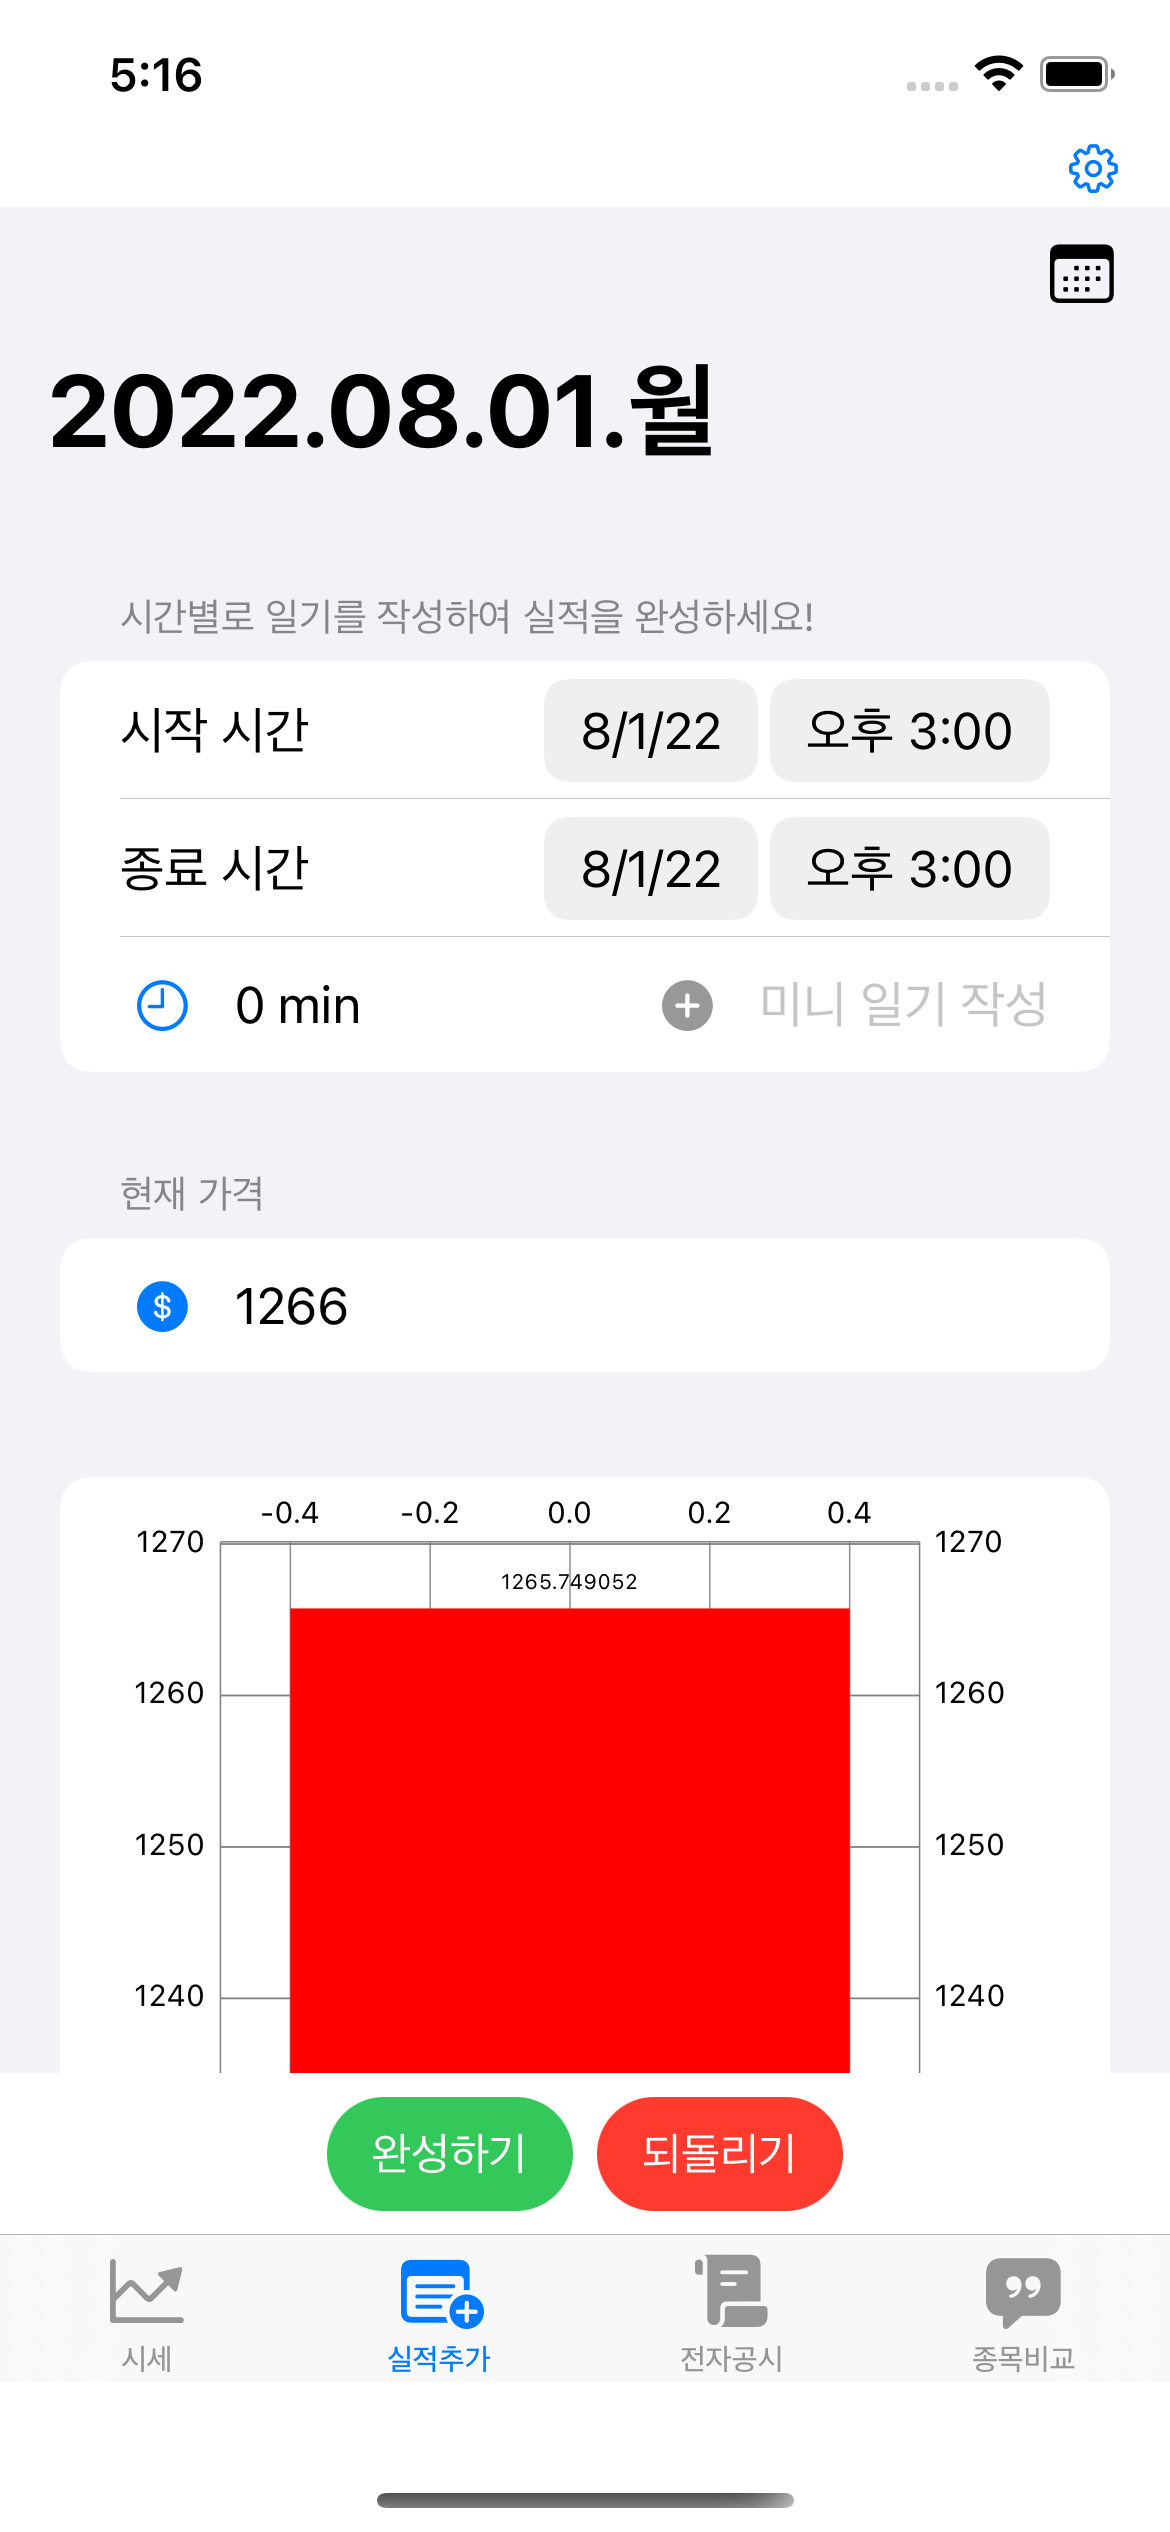 5:16
2022.08.01.월
시간별로 일기를 작성하여 실적을 완성하세요!
시작 시간 8/1/22 오후 3:00
종료 시간 8/1/22 오후 3:00
0 min 미니 일기 작성
현재 가격
$ 1266
-0.4 -0.2 0.0 0.2 0.4
1270 1270
1265.749052
1260 1260
1250 1250
1240 1240
완성하기 되돌리기
시세 실적추가 전자공시 종목비교